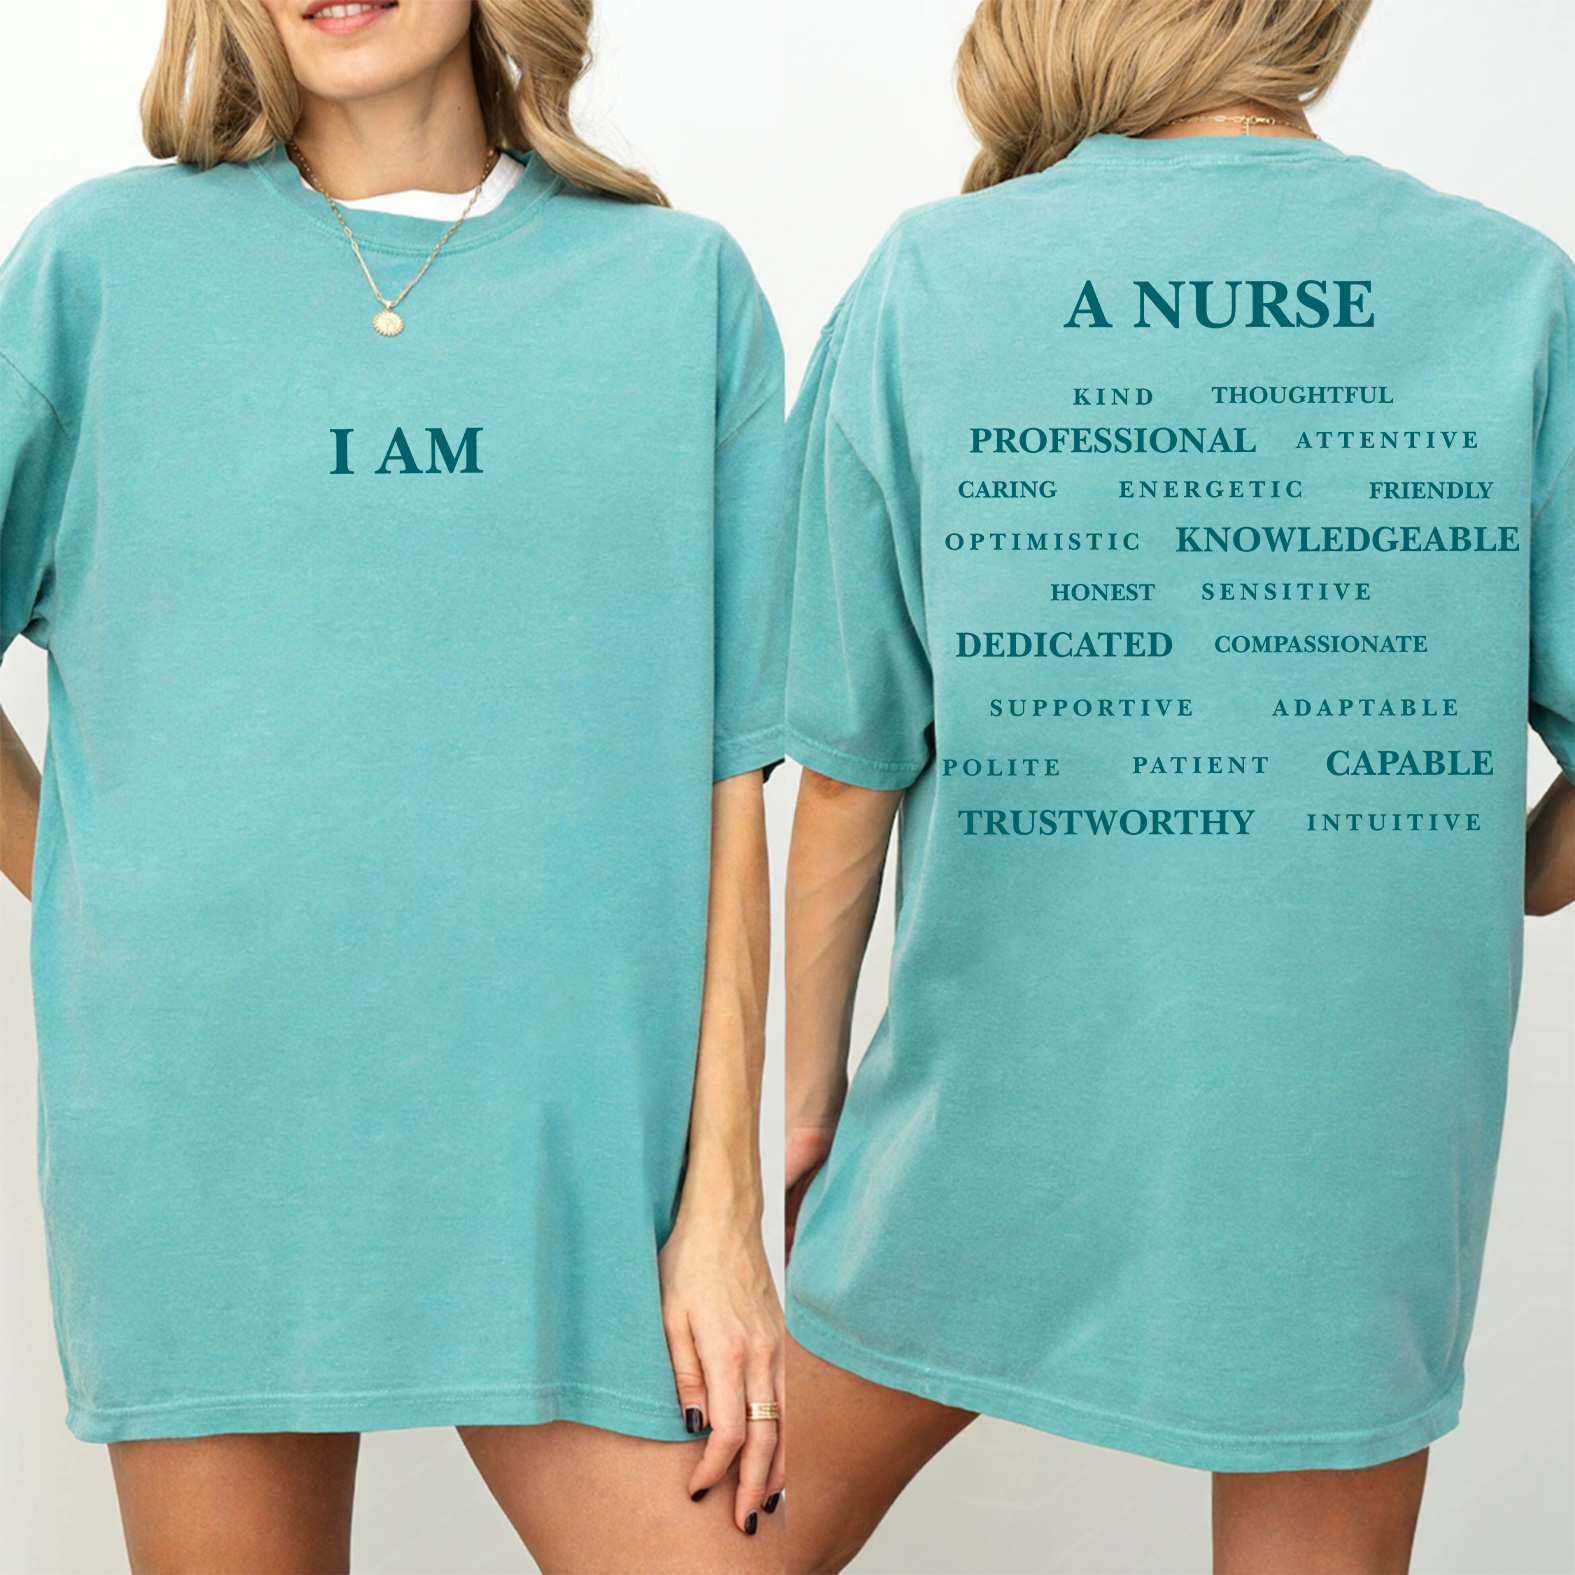 I AM
A NURSE
KIND THOUGHTFUL
PROFESSIONAL ATTENTIVE
CARING ENERGETIC FRIENDLY
OPTIMISTIC KNOWLEDGEABLE
HONEST SENSITIVE
DEDICATED COMPASSIONATE
SUPPORTIVE ADAPTABLE
POLITE PATIENT CAPABLE
TRUSTWORTHY INTUITIVE